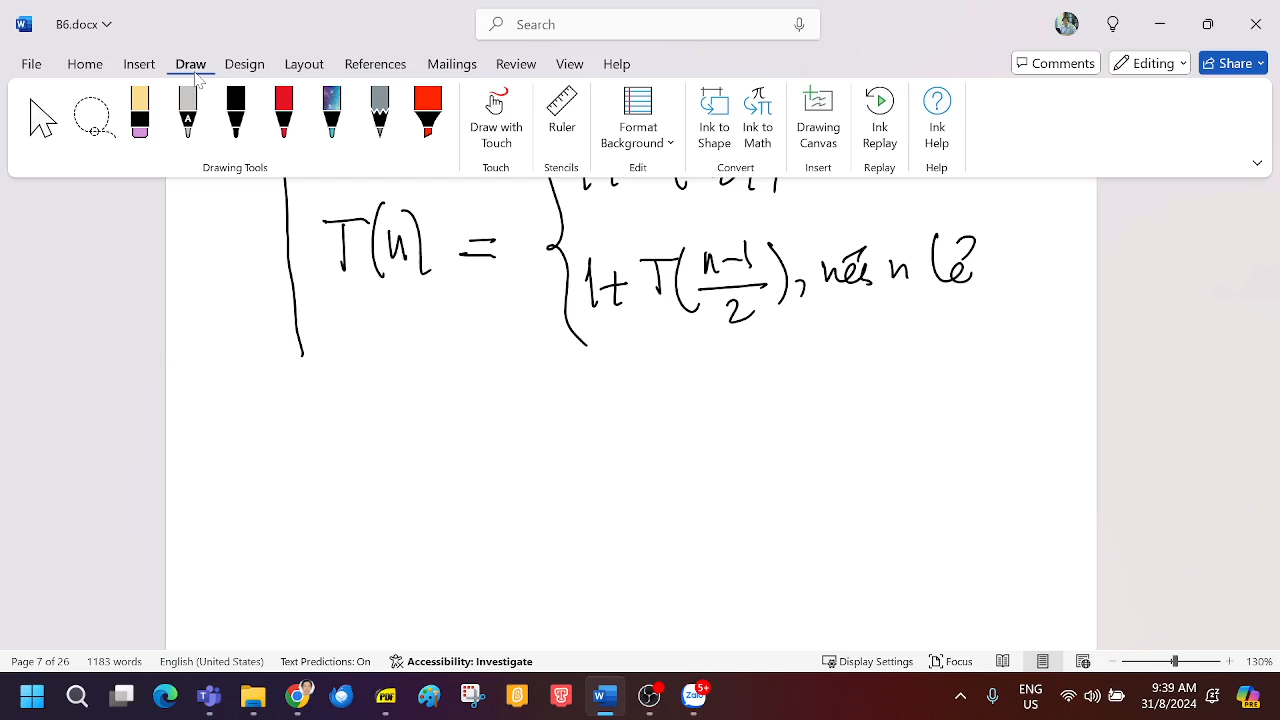 B6.docx
Search
File Home Insert Draw Design Layout References Mailings Review View Help
Comments Editing Share
A
Draw with Touch
Ruler
Format Background
Ink to Shape
Ink to Math
Drawing Canvas
Ink Replay
Ink Help
Drawing Tools Touch Stencils Edit Convert Insert Replay Help
T(n) =
1+ T(n-1/2), nếu n lẻ
Page 7 of 26 1183 words English (United States) Text Predictions: On Accessibility: Investigate Display Settings Focus 130%
PDF 5+ ENG US 9:39 AM 31/8/2024 PRE